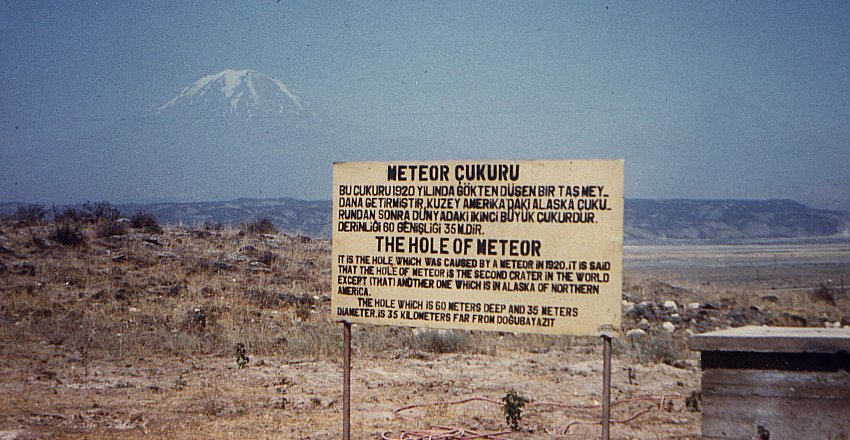 METEOR ÇUKURU
BU ÇUKURU 1920 YILINDA GÖKTEN DÜŞEN BİR TAŞ MEY-
DANA GETİRMİŞTİR, KUZEY AMERIKA'DAKİ ALASKA ÇUKU-
RUNDAN SONRA DÜNYADAKİ İKİNCİ BÜYÜK ÇUKURDUR.
DERİNLİĞİ 60 GENİŞLİĞİ 35 M.DİR.
THE HOLE OF METEOR
IT IS THE HOLE, WHICH WAS CAUSED BY A METEOR IN 1920. IT IS SAID
THAT THE HOLE OF METEOR IS THE SECOND CRATER IN THE WORLD
EXCEPT (THAT) ANOTHER ONE WHICH IS IN ALASKA OF NORTHERN
AMERICA.
THE HOLE WHICH IS 60 METERS DEEP AND 35 METERS
DIAMETER. IS 35 KILOMETERS FAR FROM DOĞUBAYAZIT